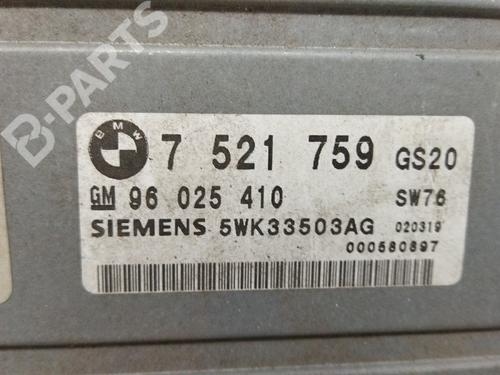 B-PARTS
BMW
7 521 759 GS20
GM 96 025 410 SW76
SIEMENS 5WK33503AG 020319
000580897